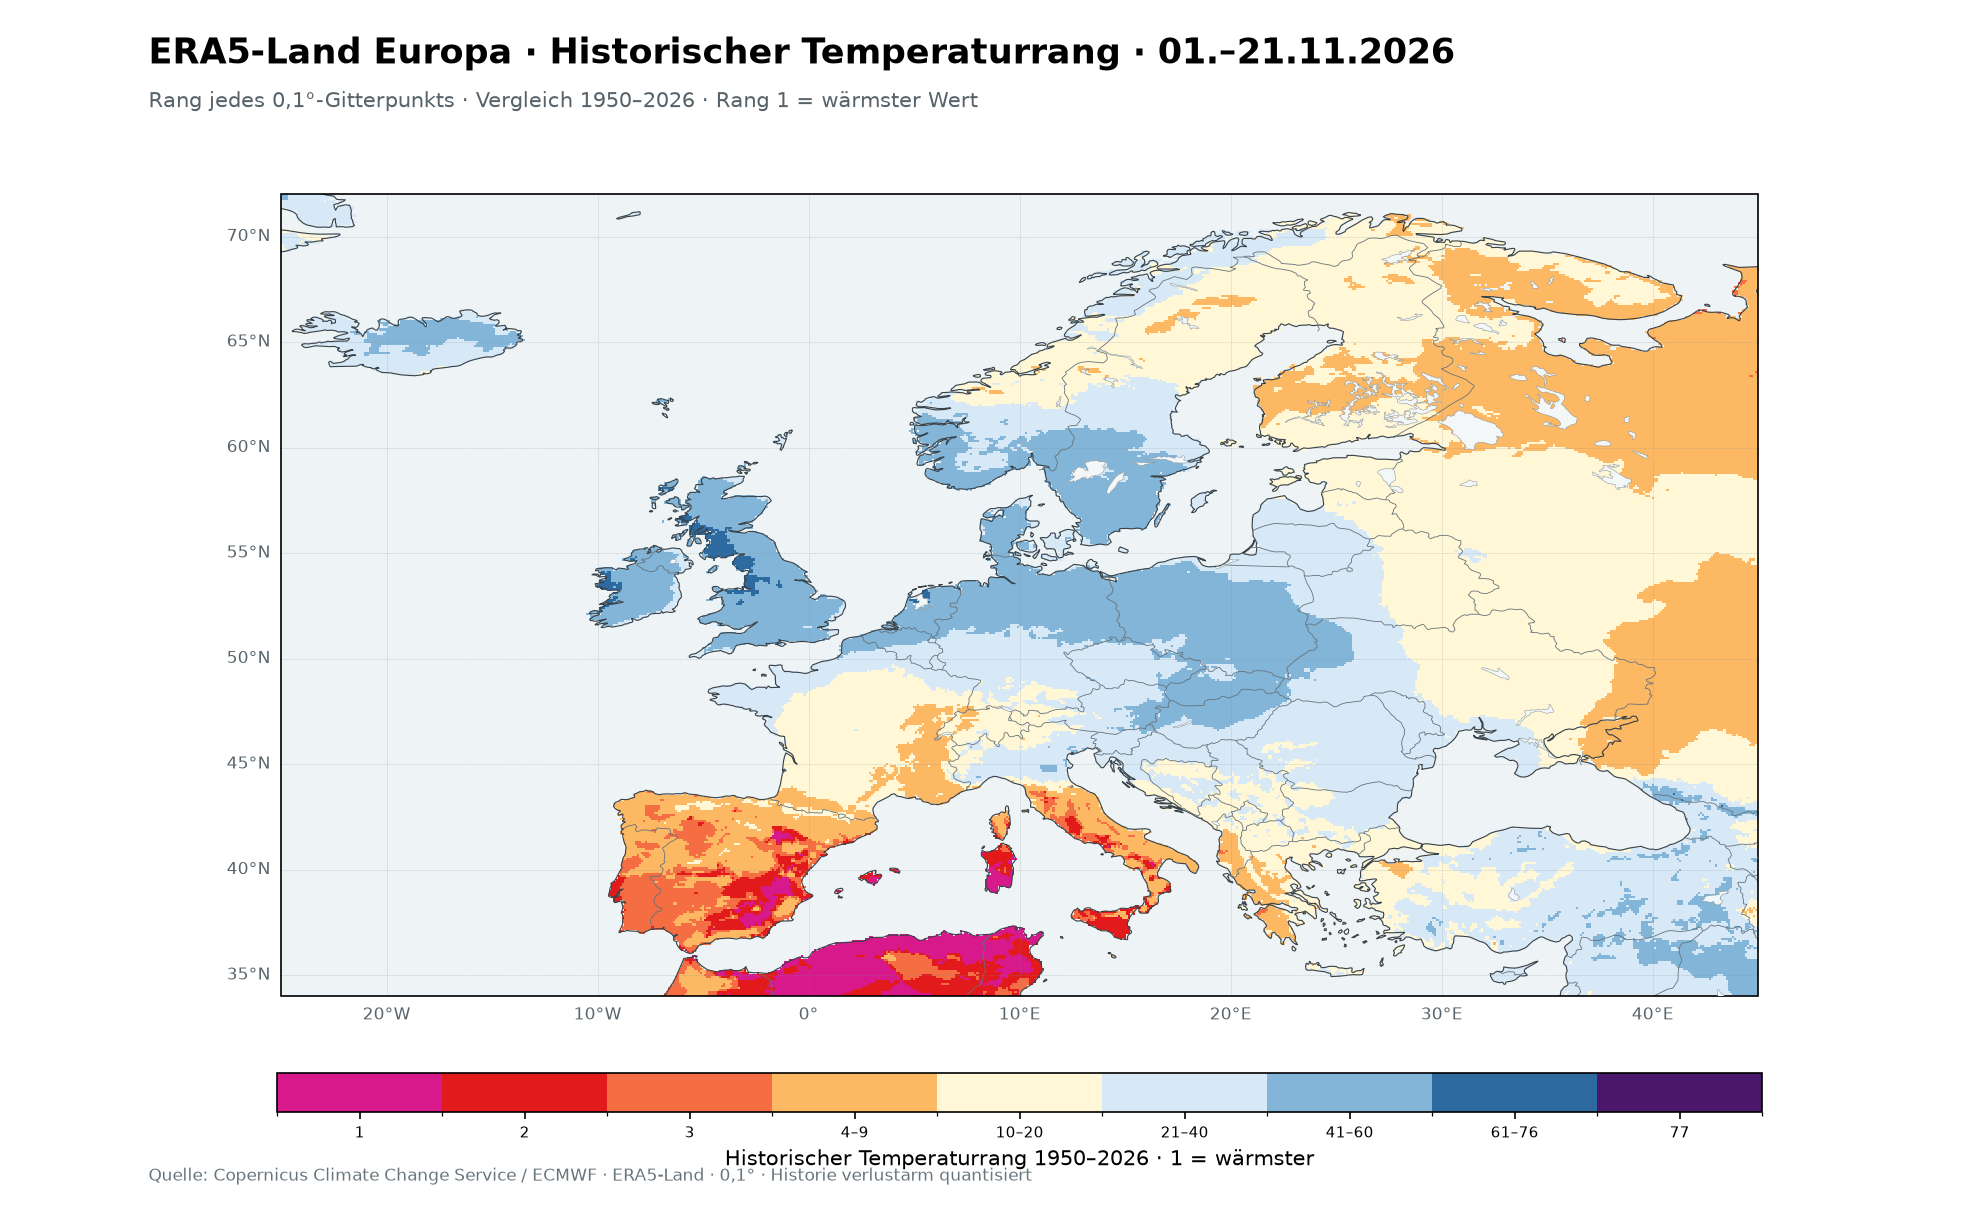 ERA5-Land Europa · Historischer Temperaturrang · 01.–21.11.2026
Rang jedes 0,1°-Gitterpunkts · Vergleich 1950–2026 · Rang 1 = wärmster Wert
70°N
65°N
60°N
55°N
50°N
45°N
40°N
35°N
20°W 10°W 0° 10°E 20°E 30°E 40°E
1 2 3 4–9 10–20 21–40 41–60 61–76 77
Historischer Temperaturrang 1950–2026 · 1 = wärmster
Quelle: Copernicus Climate Change Service / ECMWF · ERA5-Land · 0,1° · Historie verlustarm quantisiert